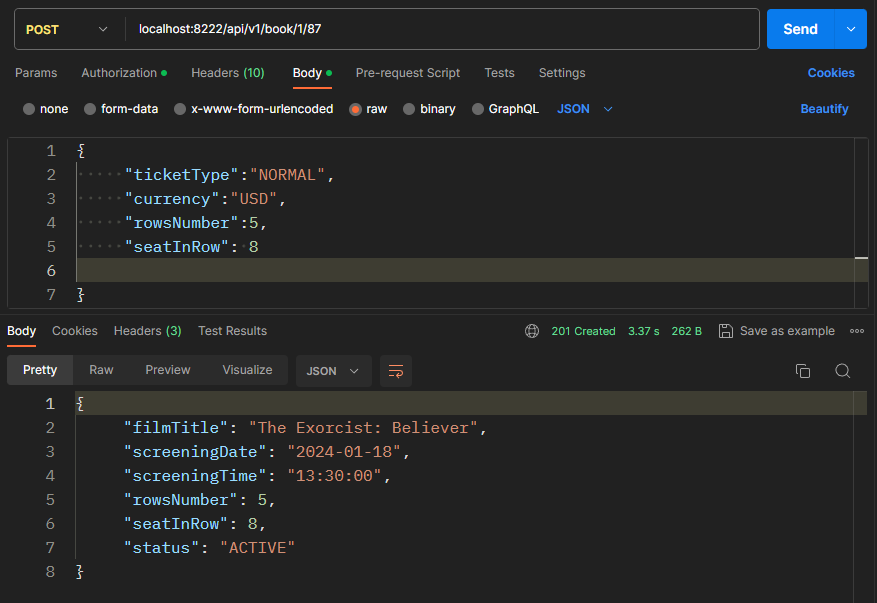 POST localhost:8222/api/v1/book/1/87 Send
Params Authorization Headers (10) Body Pre-request Script Tests Settings Cookies
none form-data x-www-form-urlencoded raw binary GraphQL JSON Beautify
1 {
2 "ticketType":"NORMAL",
3 "currency":"USD",
4 "rowsNumber":5,
5 "seatInRow": 8
6
7 }
Body Cookies Headers (3) Test Results 201 Created 3.37 s 262 B Save as example
Pretty Raw Preview Visualize JSON
1 {
2 "filmTitle": "The Exorcist: Believer",
3 "screeningDate": "2024-01-18",
4 "screeningTime": "13:30:00",
5 "rowsNumber": 5,
6 "seatInRow": 8,
7 "status": "ACTIVE"
8 }